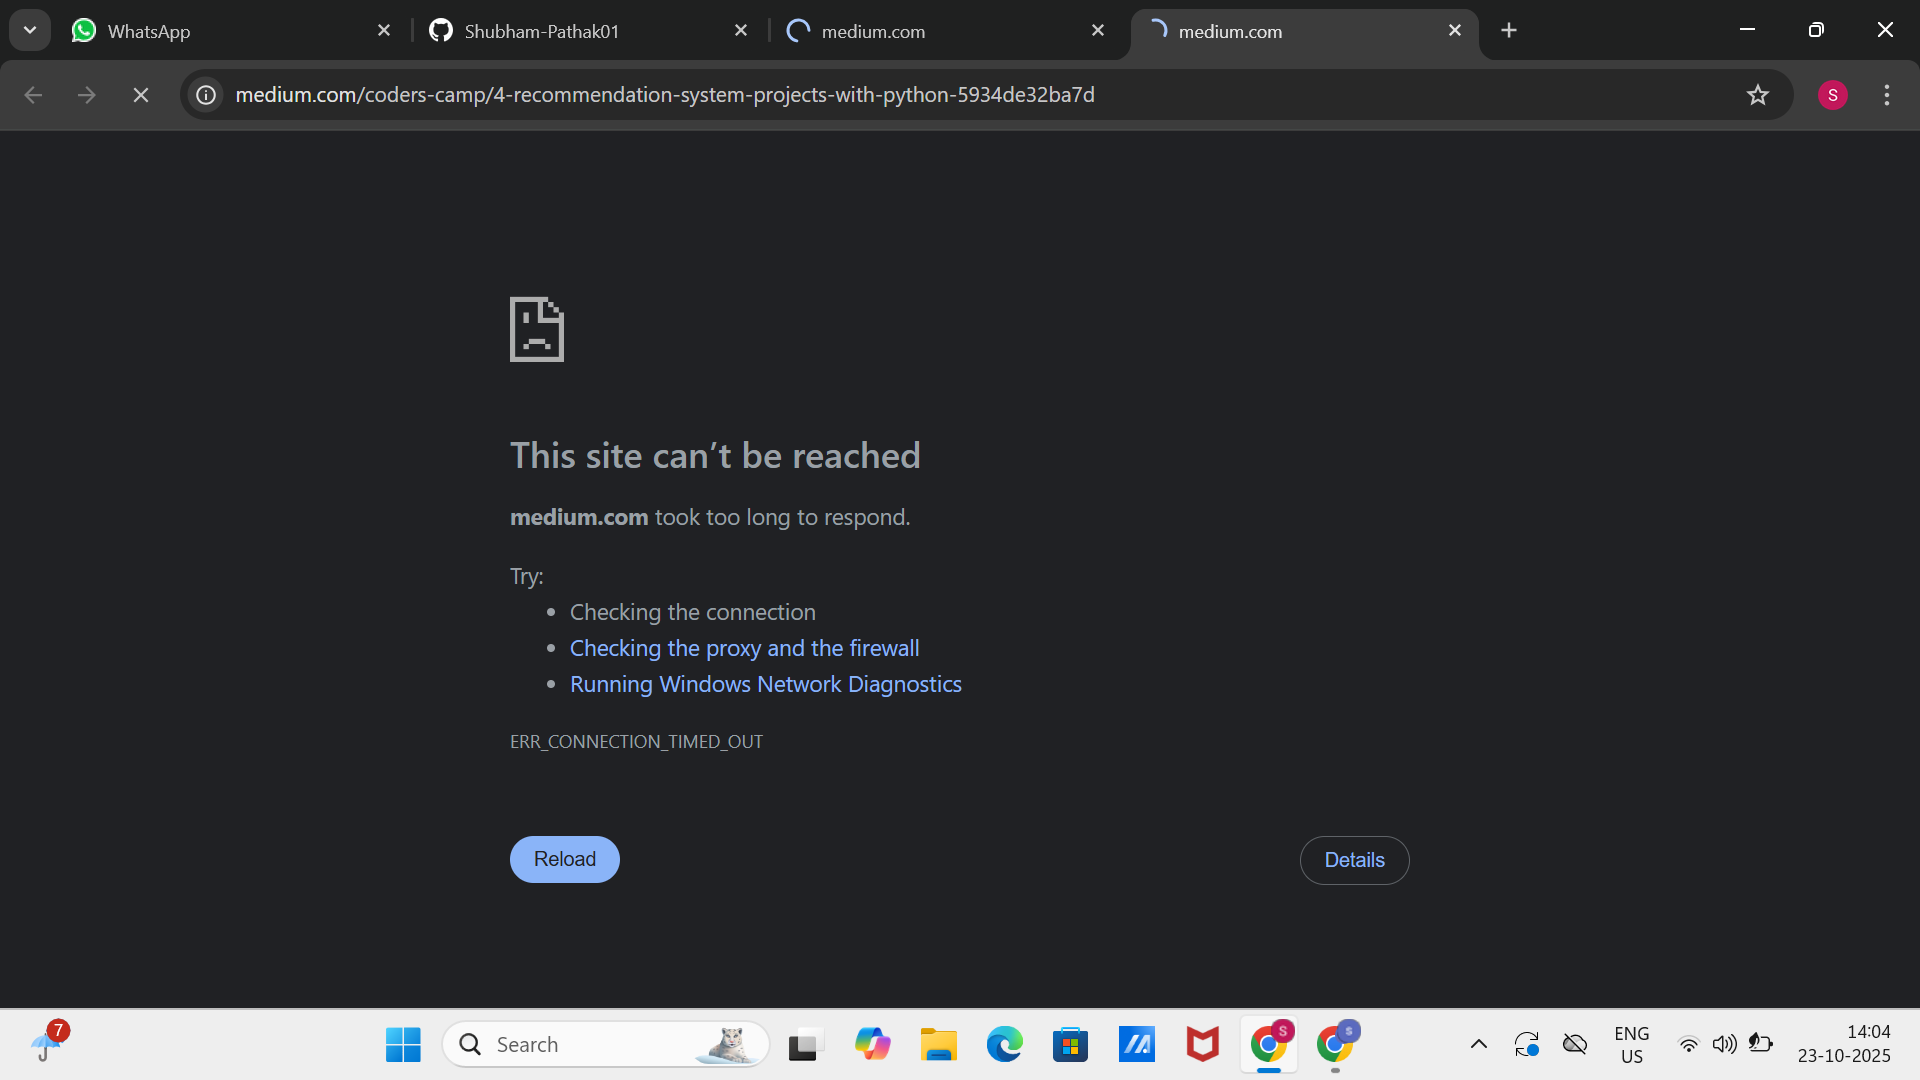 WhatsApp
Shubham-Pathak01
medium.com
medium.com
medium.com/coders-camp/4-recommendation-system-projects-with-python-5934de32ba7d
S
This site can’t be reached
medium.com took too long to respond.
Try:
• Checking the connection
• Checking the proxy and the firewall
• Running Windows Network Diagnostics
ERR_CONNECTION_TIMED_OUT
Reload
Details
7
Search
S
s
ENG
US
14:04
23-10-2025